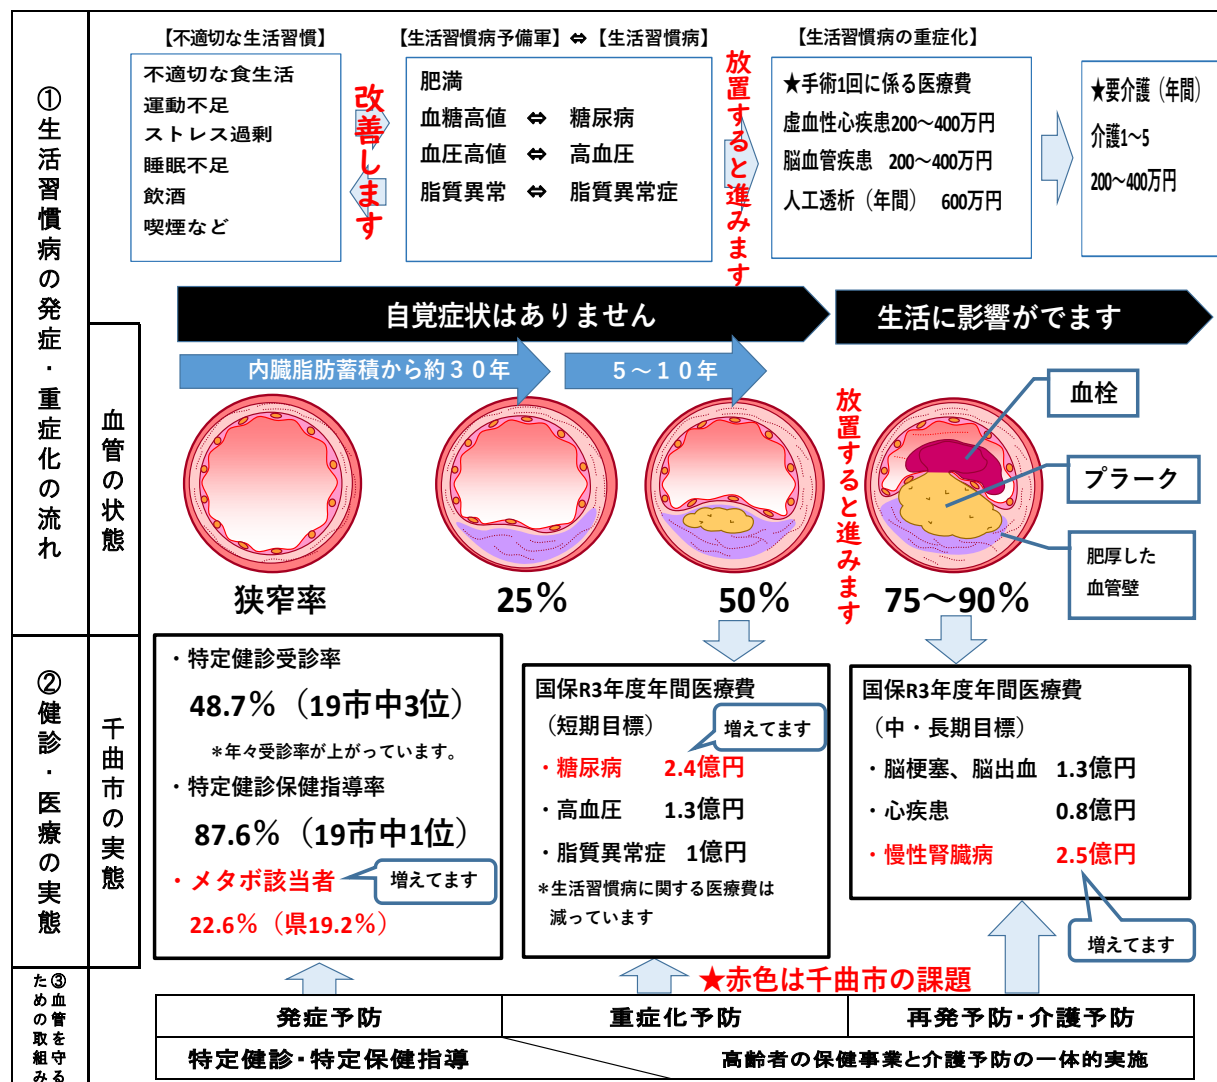 ①生活習慣病の発症・重症化の流れ
【不適切な生活習慣】
不適切な食生活
運動不足
ストレス過剰
睡眠不足
飲酒
喫煙など
改善します
【生活習慣病予備軍】⇔【生活習慣病】
肥満
血糖高値 ⇔ 糖尿病
血圧高値 ⇔ 高血圧
脂質異常 ⇔ 脂質異常症
放置すると進みます
【生活習慣病の重症化】
★手術1回に係る医療費
虚血性心疾患200～400万円
脳血管疾患 200～400万円
人工透析（年間） 600万円
★要介護（年間）
介護1～5
200～400万円
自覚症状はありません
生活に影響がでます
血管の状態
内臓脂肪蓄積から約３０年
５～１０年
放置すると進みます
血栓
プラーク
肥厚した
血管壁
狭窄率
25％
50％
75～90％
②健診・医療の実態
千曲市の実態
・特定健診受診率
48.7％（19市中3位）
＊年々受診率が上がっています。
・特定健診保健指導率
87.6％（19市中1位）
・メタボ該当者
増えてます
22.6％（県19.2％）
国保R3年度年間医療費
（短期目標）
増えてます
・糖尿病 2.4億円
・高血圧 1.3億円
・脂質異常症 1億円
＊生活習慣病に関する医療費は
減っています
国保R3年度年間医療費
（中・長期目標）
・脳梗塞、脳出血 1.3億円
・心疾患 0.8億円
・慢性腎臓病 2.5億円
増えてます
★赤色は千曲市の課題
③血管を守る
ための取組み
発症予防
重症化予防
再発予防・介護予防
特定健診・特定保健指導
高齢者の保健事業と介護予防の一体的実施